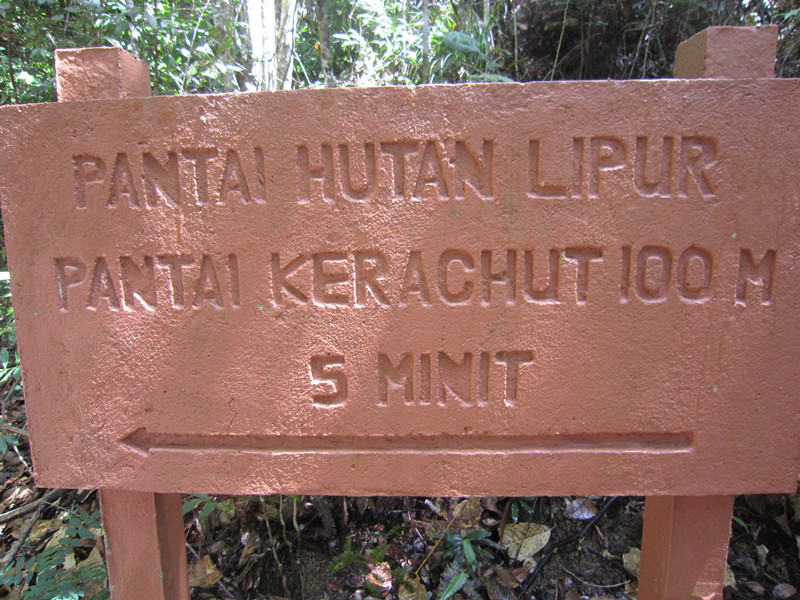 PANTAI HUTAN LIPUR
PANTAI KERACHUT 100 M
5 MINIT